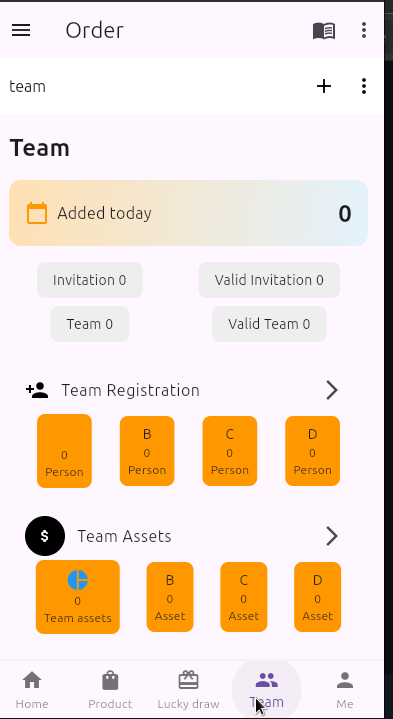 Order
team
Team
Added today 0
Invitation 0 Valid Invitation 0
Team 0 Valid Team 0
Team Registration
0
Person
B
0
Person
C
0
Person
D
0
Person
$
Team Assets
0
Team assets
B
0
Asset
C
0
Asset
D
0
Asset
Home Product Lucky draw Team Me